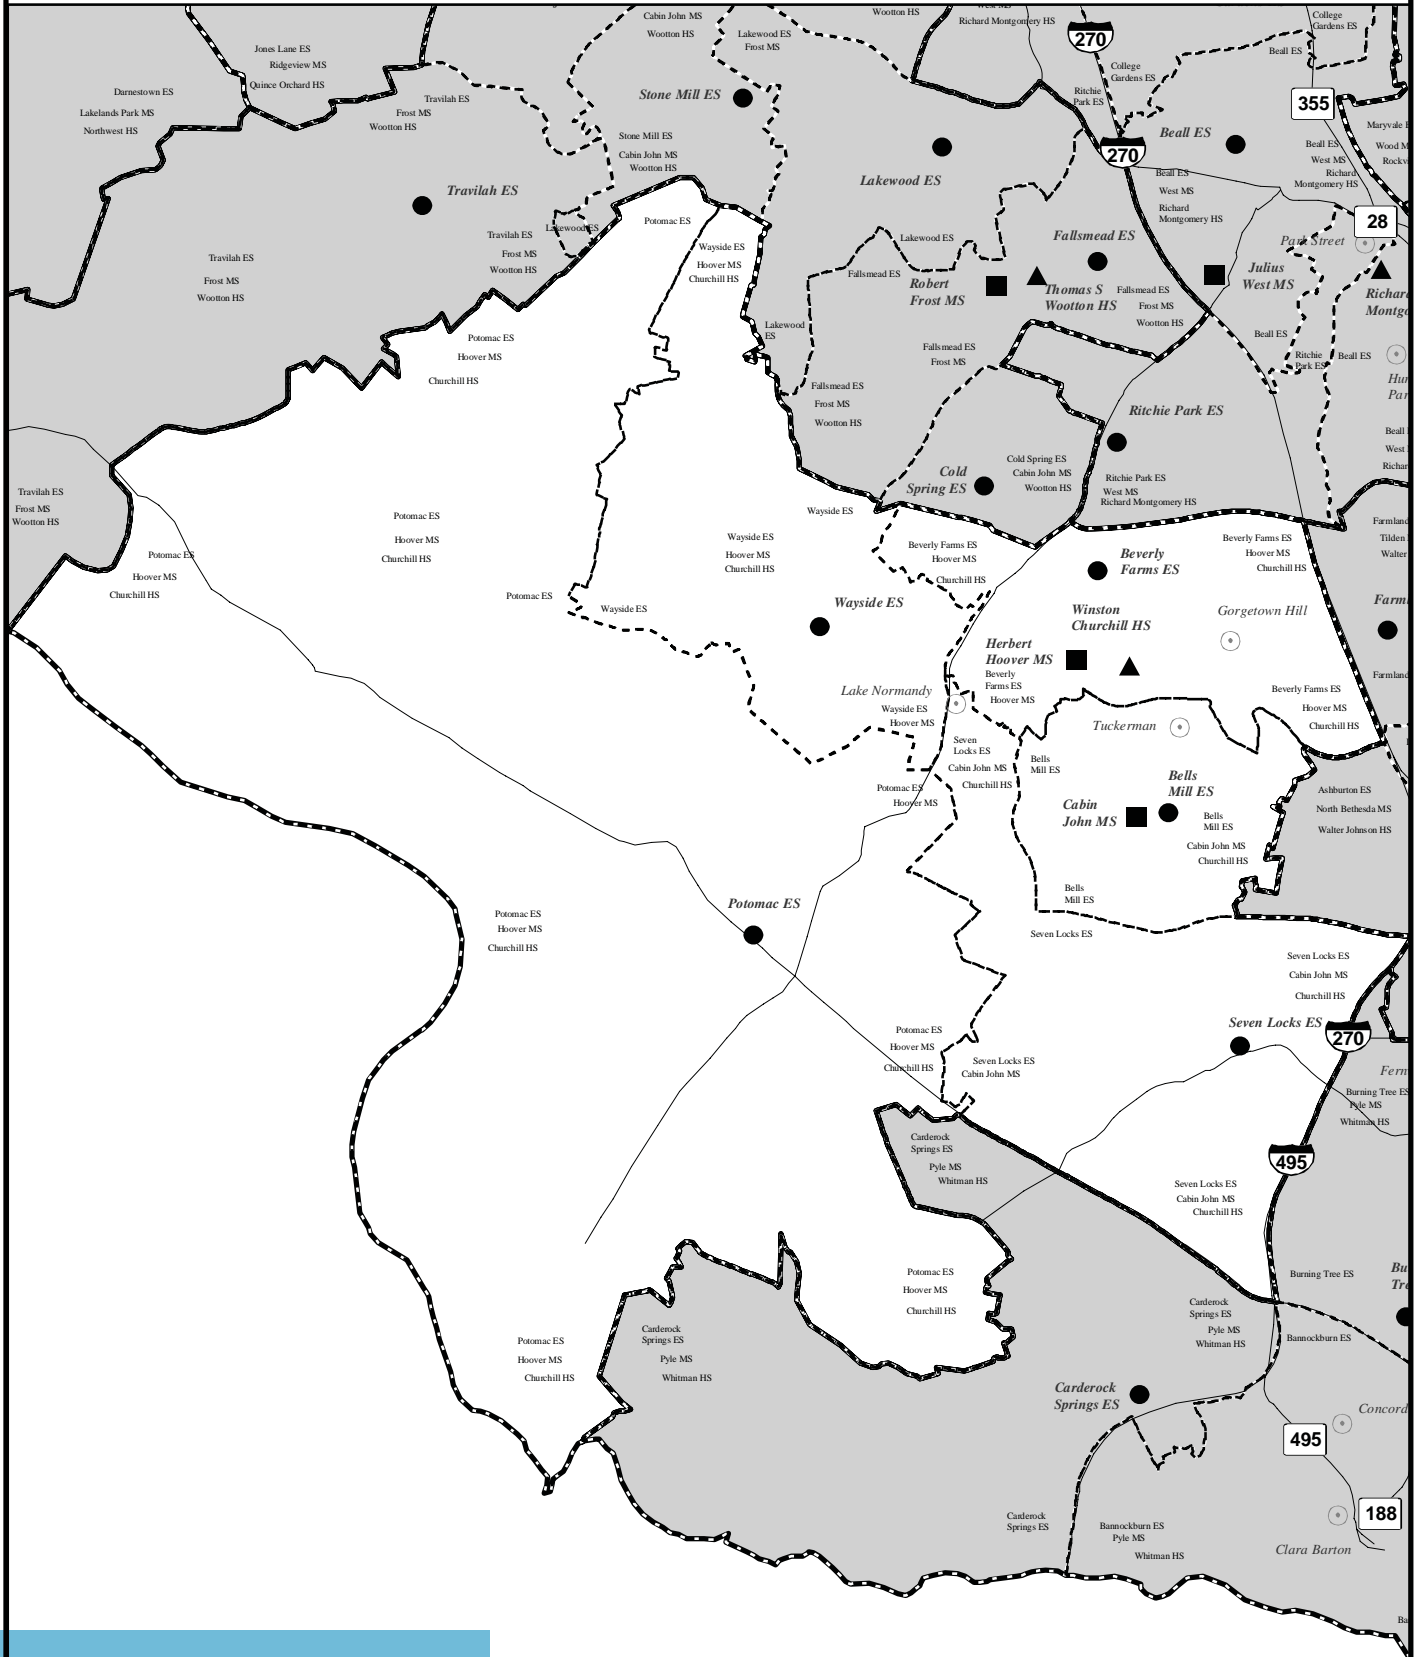 Cabin John MS
Wootton HS
Lakewood ES
Frost MS
Wootton HS
West MS
Richard Montgomery HS
270
College
Gardens ES
Beall ES
College
Gardens ES
Jones Lane ES
Ridgeview MS
Quince Orchard HS
Darnestown ES
Lakelands Park MS
Northwest HS
Travilah ES
Frost MS
Wootton HS
Stone Mill ES
Ritchie
Park ES
355
Stone Mill ES
Cabin John MS
Wootton HS
Lakewood ES
270
Beall ES
Beall ES
West MS
Richard
Montgomery HS
Maryvale
Wood M
Rockv
Travilah ES
Beall ES
West MS
Richard
Montgomery HS
28
Potomac ES
Lakewood ES
Travilah ES
Frost MS
Wootton HS
Wayside ES
Hoover MS
Churchill HS
Lakewood ES
Fallsmead ES
Park Street
Travilah ES
Frost MS
Wootton HS
Fallsmead ES
Robert
Frost MS
Thomas S
Wootton HS
Fallsmead ES
Frost MS
Wootton HS
Julius
West MS
Richar
Montgo
Lakewood
ES
Potomac ES
Hoover MS
Churchill HS
Fallsmead ES
Frost MS
Beall ES
Ritchie
Park ES
Beall ES
Hun
Par
Fallsmead ES
Frost MS
Wootton HS
Ritchie Park ES
Beall
West
Richar
Cold
Spring ES
Cold Spring ES
Cabin John MS
Wootton HS
Ritchie Park ES
West MS
Richard Montgomery HS
Travilah ES
Frost MS
Wootton HS
Potomac ES
Hoover MS
Churchill HS
Wayside ES
Wayside ES
Hoover MS
Churchill HS
Beverly Farms ES
Hoover MS
Churchill HS
Beverly
Farms ES
Beverly Farms ES
Hoover MS
Churchill HS
Farmland
Tilden
Walter
Potomac ES
Hoover MS
Churchill HS
Potomac ES
Wayside ES
Wayside ES
Winston
Churchill HS
Gorgetown Hill
Farml
Herbert
Hoover MS
Beverly
Farms ES
Hoover MS
Farmland
Lake Normandy
Wayside ES
Hoover MS
Beverly Farms ES
Hoover MS
Churchill HS
Tuckerman
Seven
Locks ES
Cabin John MS
Churchill HS
Bells
Mill ES
Potomac ES
Hoover MS
Cabin
John MS
Bells
Mill ES
Bells
Mill ES
Cabin John MS
Churchill HS
Ashburton ES
North Bethesda MS
Walter Johnson HS
Bells
Mill ES
Potomac ES
Potomac ES
Hoover MS
Churchill HS
Seven Locks ES
Seven Locks ES
Cabin John MS
Churchill HS
Seven Locks ES
270
Potomac ES
Hoover MS
Churchill HS
Seven Locks ES
Cabin John MS
Fern
Burning Tree ES
Pyle MS
Whitman HS
Carderock
Springs ES
Pyle MS
Whitman HS
495
Seven Locks ES
Cabin John MS
Churchill HS
Potomac ES
Hoover MS
Churchill HS
Burning Tree ES
Bu
Tre
Carderock
Springs ES
Pyle MS
Whitman HS
Bannockburn ES
Potomac ES
Hoover MS
Churchill HS
Carderock
Springs ES
Pyle MS
Whitman HS
Carderock
Springs ES
Concord
495
Carderock
Springs ES
Bannockburn ES
Pyle MS
Whitman HS
188
Clara Barton
Ba